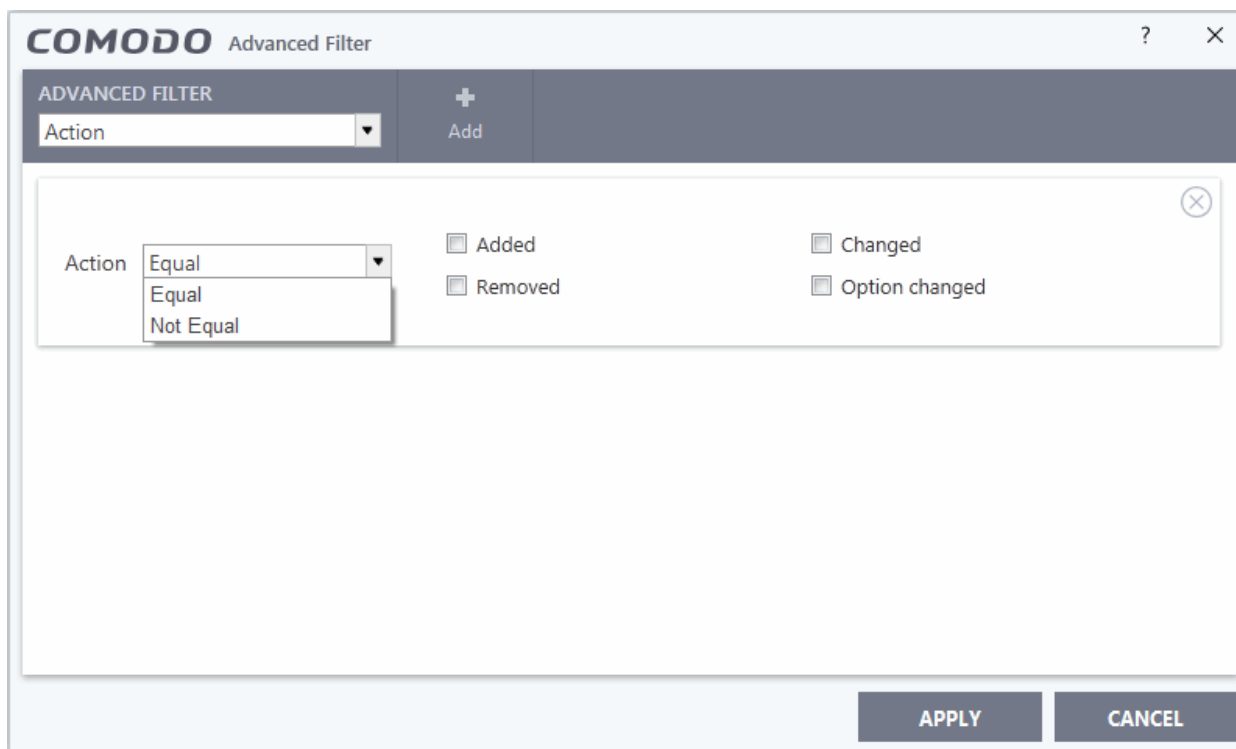 COMODO Advanced Filter ?
ADVANCED FILTER
Action
Add
Action Equal
Equal
Not Equal
Added
Changed
Removed
Option changed
APPLY
CANCEL